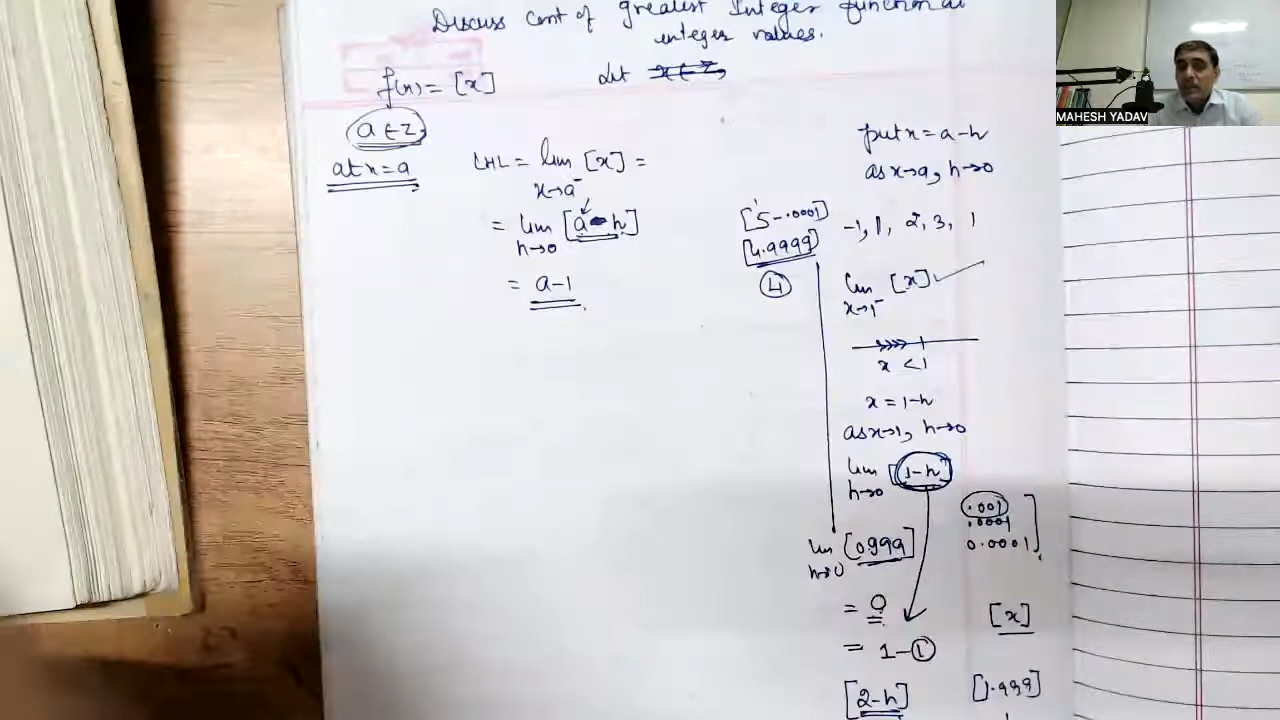 Discuss cont of greatest Integer function at
integer values.
f(x) = [x]
Let x ∈ Z,
a ∈ Z,
at x = a
LHL = lim [x] =
x→a⁻
= lim [a - h]
h→0
= a-1
put x = a-h
as x→a, h→0
[5-.0001]
[4.9999]
4
-1, 1, 2, 3, 1
lim [x]
x→1⁻
x < 1
x = 1-h
as x→1, h→0
lim [1-h]
h→0
.001
.0001
0.0001
lim [0.999]
h→0
= 0
= 1-1
[x]
[2-h]
[1.999]
MAHESH YADAV